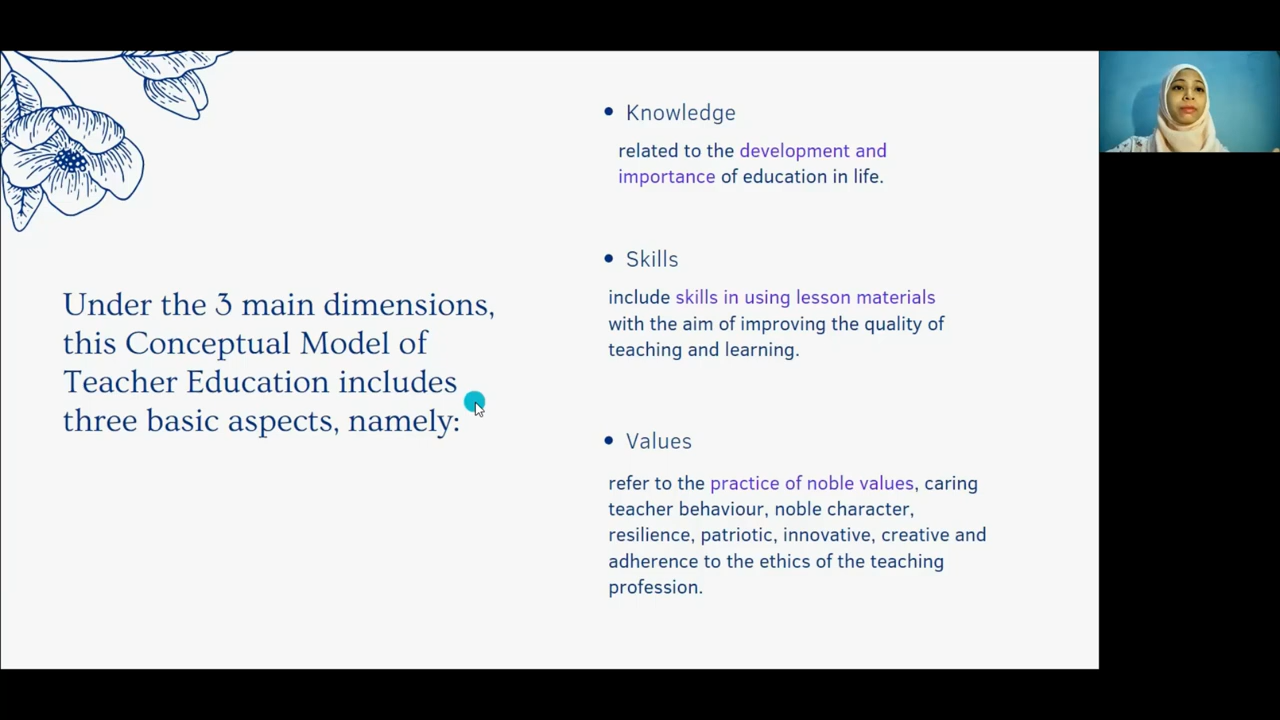 Under the 3 main dimensions,
this Conceptual Model of
Teacher Education includes
three basic aspects, namely:
• Knowledge
related to the development and
importance of education in life.
• Skills
include skills in using lesson materials
with the aim of improving the quality of
teaching and learning.
• Values
refer to the practice of noble values, caring
teacher behaviour, noble character,
resilience, patriotic, innovative, creative and
adherence to the ethics of the teaching
profession.